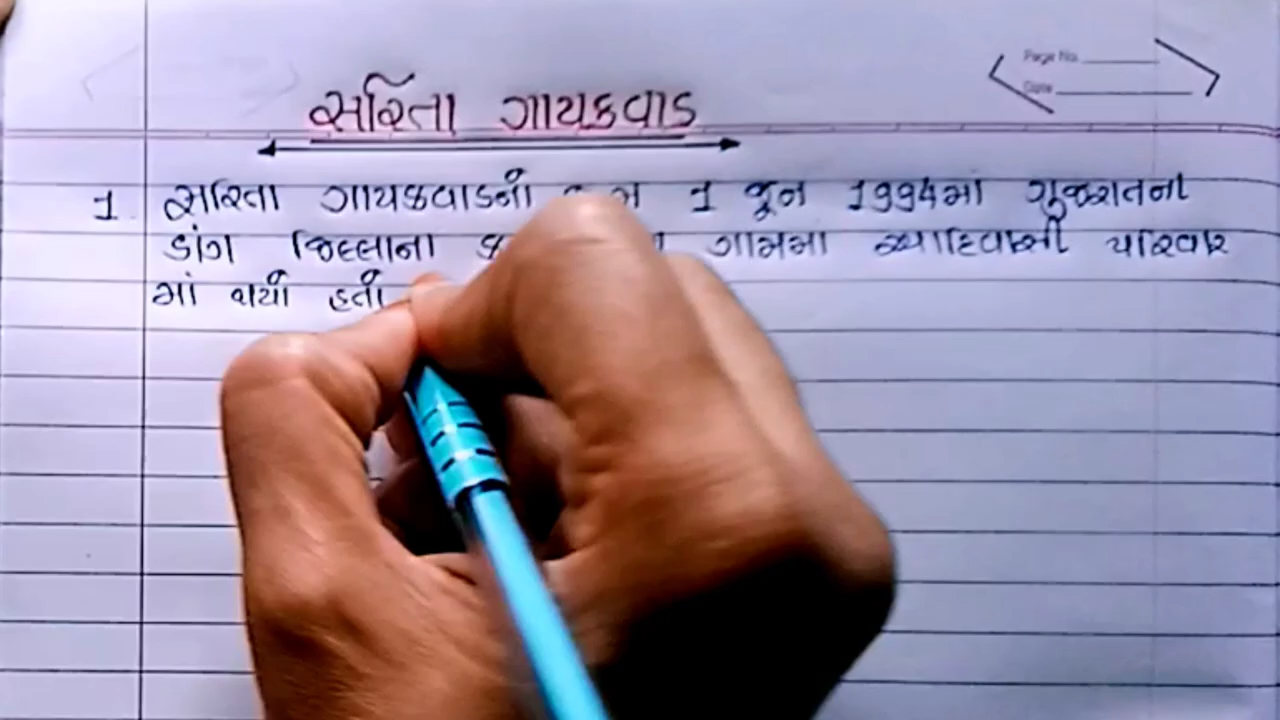 Page No.
Date
સરિતા ગાયકવાડ
1 સરિતા ગાયકવાડનો 1 જૂન 1994માં ગુજરાતની
ડાંગ જિલ્લાના ગામમાં આદિવાસી પરિવાર
માં થયો હતો